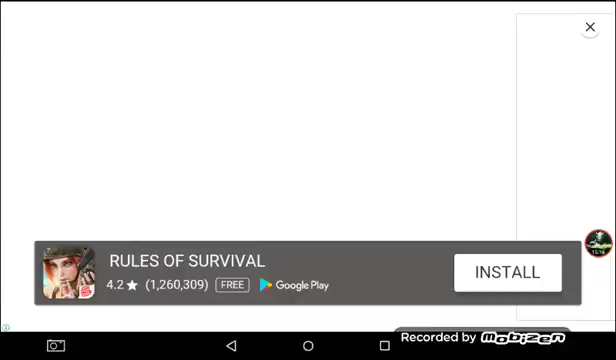 RULES OF SURVIVAL
4.2 ★ (1,260,309) FREE Google Play
INSTALL
Recorded by
MOBIZEN